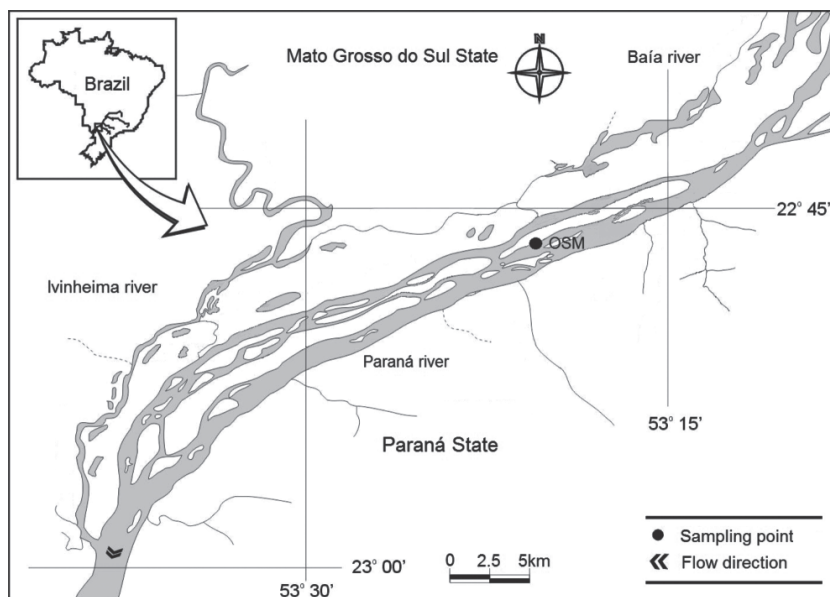 Mato Grosso do Sul State
N
Baía river
Brazil
22° 45'
OSM
Ivinheima river
Paraná river
53° 15'
Paraná State
Sampling point
Flow direction
0 2.5 5km
23° 00'
53° 30'